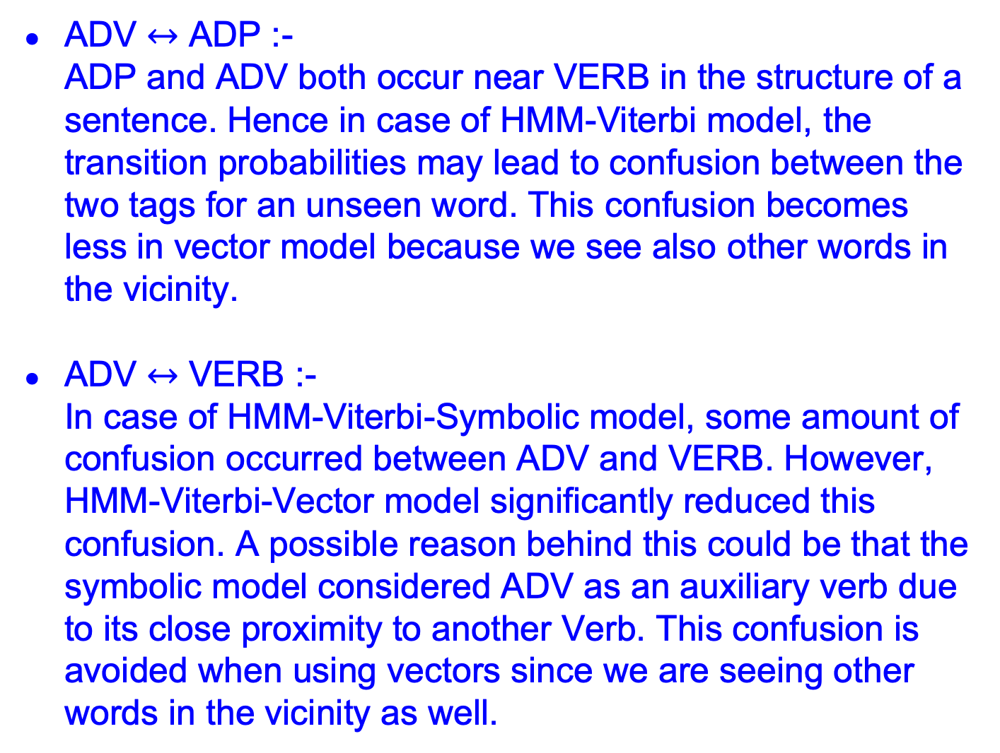 ● ADV ↔ ADP :-
ADP and ADV both occur near VERB in the structure of a
sentence. Hence in case of HMM-Viterbi model, the
transition probabilities may lead to confusion between the
two tags for an unseen word. This confusion becomes
less in vector model because we see also other words in
the vicinity.
● ADV ↔ VERB :-
In case of HMM-Viterbi-Symbolic model, some amount of
confusion occurred between ADV and VERB. However,
HMM-Viterbi-Vector model significantly reduced this
confusion. A possible reason behind this could be that the
symbolic model considered ADV as an auxiliary verb due
to its close proximity to another Verb. This confusion is
avoided when using vectors since we are seeing other
words in the vicinity as well.